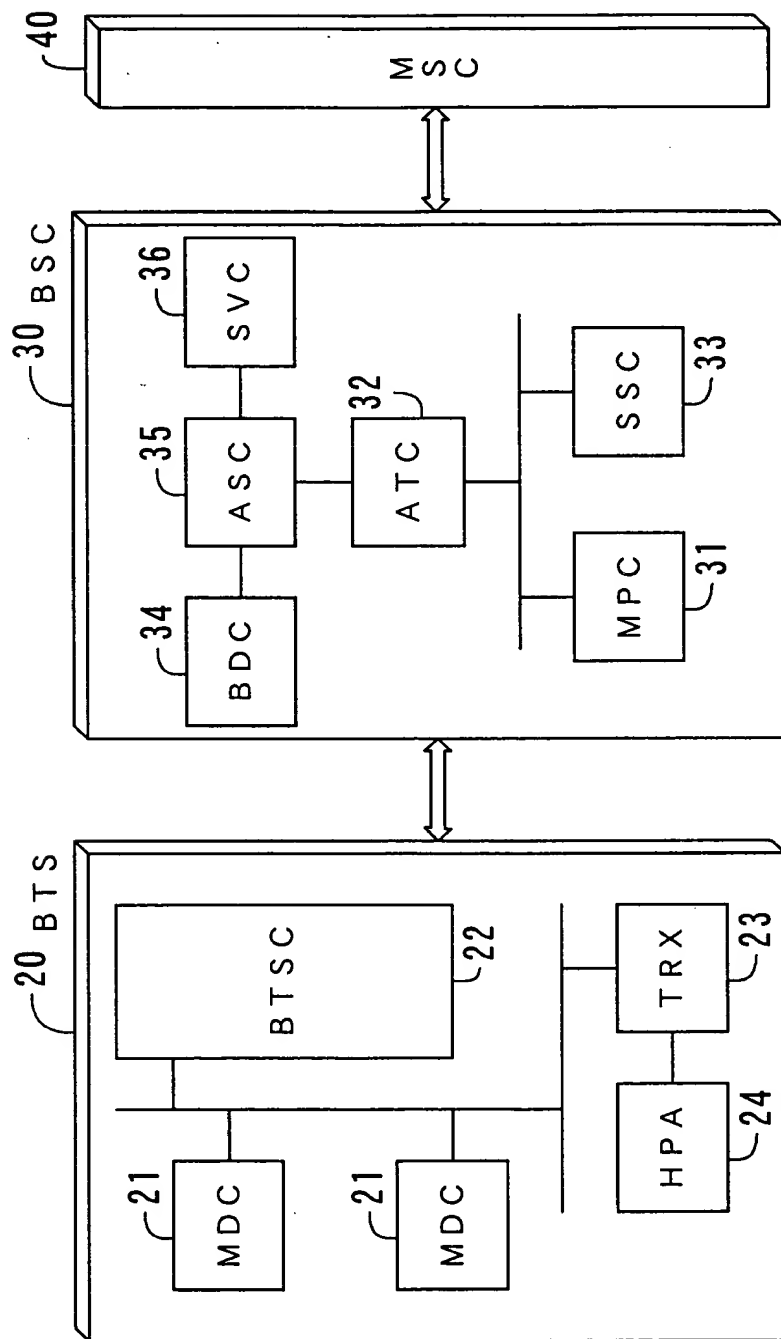 20 BTS
MDC 21
MDC 21
BTSC
22
HPA
24
TRX
23
30 BSC
BDC 34
ASC 35
SVC 36
ATC 32
MPC
31
SSC
33
40
MSC